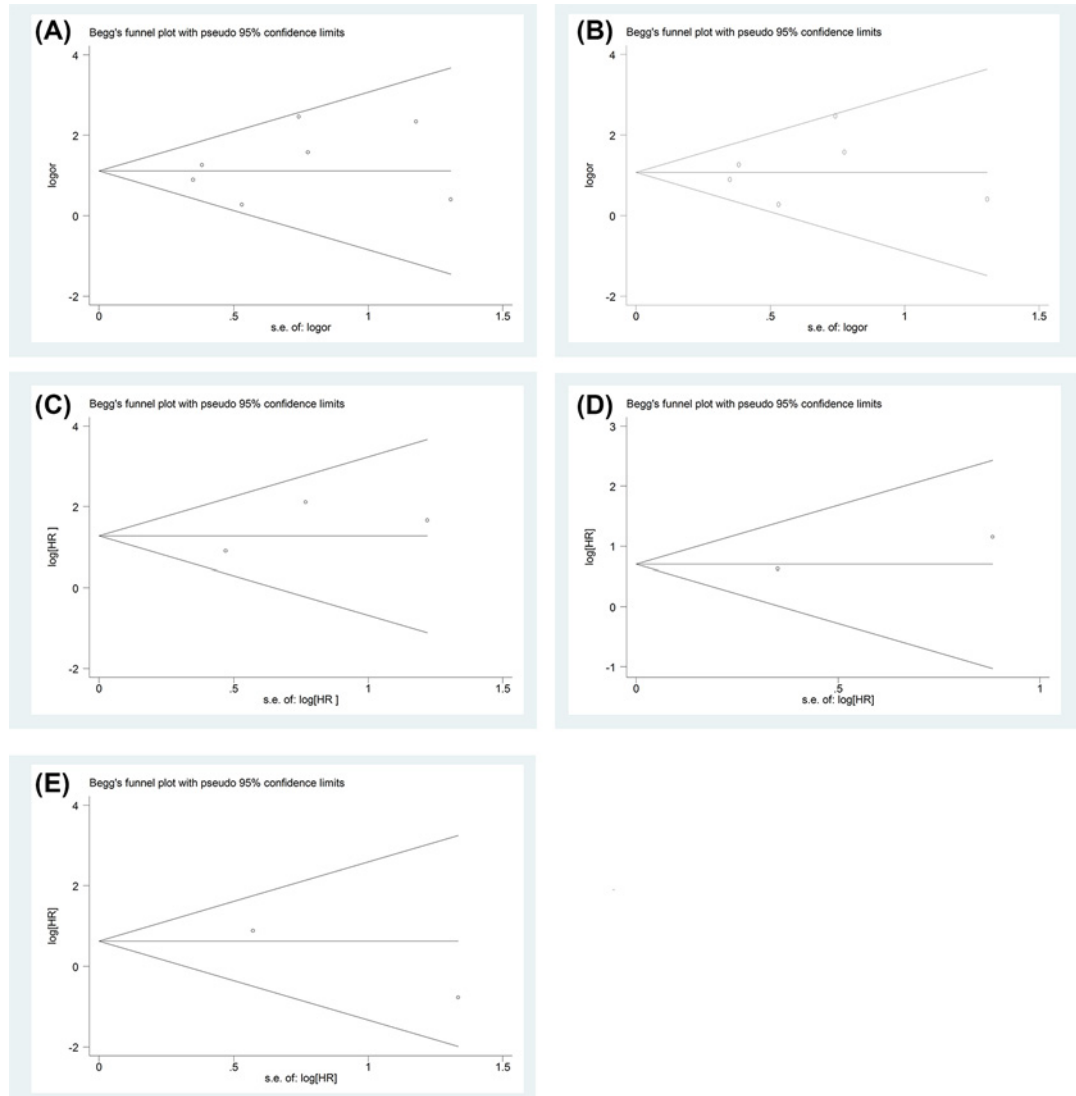 (A) Begg's funnel plot with pseudo 95% confidence limits
4
2
0
-2
logor
0 .5 1 1.5
s.e. of: logor
(B) Begg's funnel plot with pseudo 95% confidence limits
4
2
0
-2
logor
0 .5 1 1.5
s.e. of: logor
(C) Begg's funnel plot with pseudo 95% confidence limits
4
2
0
-2
log[HR ]
0 .5 1 1.5
s.e. of: log[HR ]
(D) Begg's funnel plot with pseudo 95% confidence limits
3
2
1
0
-1
log[HR]
0 .5 1
s.e. of: log[HR]
(E) Begg's funnel plot with pseudo 95% confidence limits
4
2
0
-2
log[HR]
0 .5 1 1.5
s.e. of: log[HR]